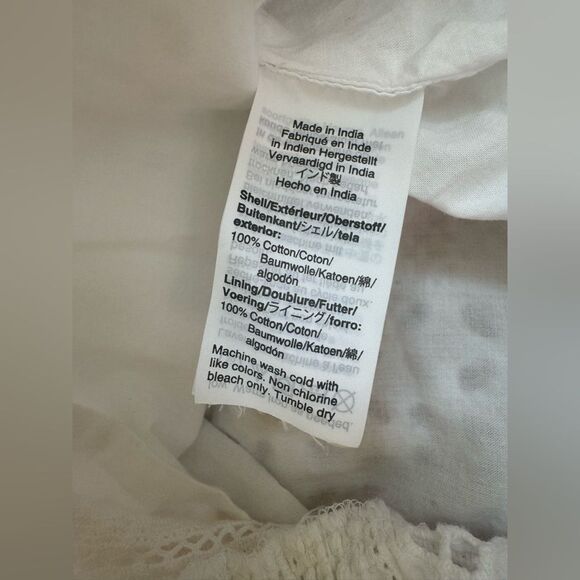 Made in India
Fabriqué en Inde
in Indien Hergestellt
Vervaardigd in India
インド製
Hecho en India
Shell/Extérieur/Oberstoff/
Buitenkant/シェル/tela
exterior:
100% Cotton/Coton/
Baumwolle/Katoen/綿/
algodón
Lining/Doublure/Futter/
Voering/ライニング/forro:
100% Cotton/Coton/
Baumwolle/Katoen/綿/
algodón
Machine wash cold with
like colors. Non chlorine
bleach only. Tumble dry